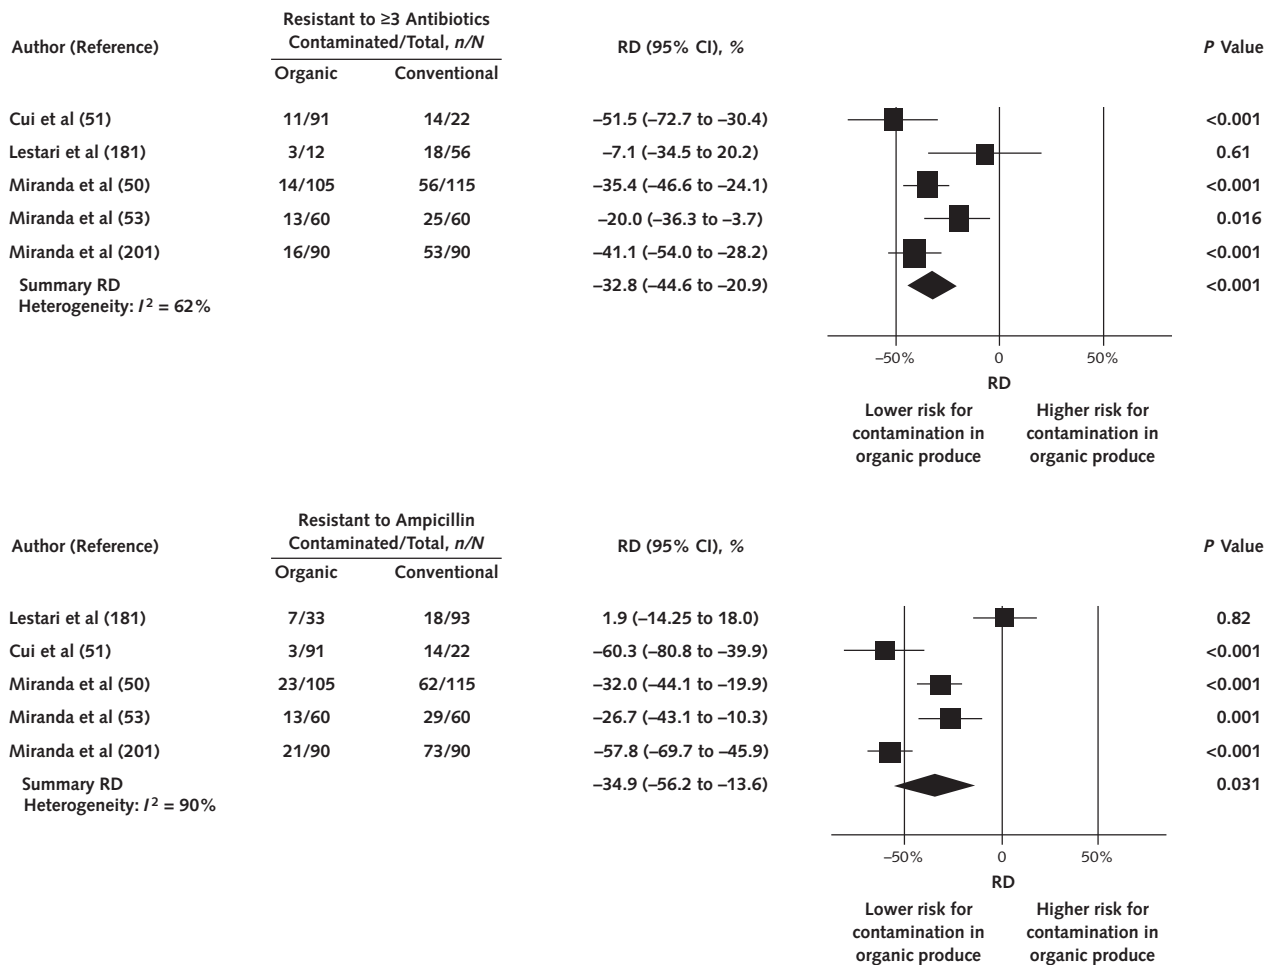 Author (Reference) Resistant to ≥3 Antibiotics Contaminated/Total, n/N RD (95% CI), % P Value
Organic Conventional
Cui et al (51) 11/91 14/22 –51.5 (–72.7 to –30.4) <0.001
Lestari et al (181) 3/12 18/56 –7.1 (–34.5 to 20.2) 0.61
Miranda et al (50) 14/105 56/115 –35.4 (–46.6 to –24.1) <0.001
Miranda et al (53) 13/60 25/60 –20.0 (–36.3 to –3.7) 0.016
Miranda et al (201) 16/90 53/90 –41.1 (–54.0 to –28.2) <0.001
Summary RD –32.8 (–44.6 to –20.9) <0.001
Heterogeneity: I² = 62%
–50% 0 50%
RD
Lower risk for Higher risk for
contamination in contamination in
organic produce organic produce
Author (Reference) Resistant to Ampicillin Contaminated/Total, n/N RD (95% CI), % P Value
Organic Conventional
Lestari et al (181) 7/33 18/93 1.9 (–14.25 to 18.0) 0.82
Cui et al (51) 3/91 14/22 –60.3 (–80.8 to –39.9) <0.001
Miranda et al (50) 23/105 62/115 –32.0 (–44.1 to –19.9) <0.001
Miranda et al (53) 13/60 29/60 –26.7 (–43.1 to –10.3) 0.001
Miranda et al (201) 21/90 73/90 –57.8 (–69.7 to –45.9) <0.001
Summary RD –34.9 (–56.2 to –13.6) 0.031
Heterogeneity: I² = 90%
–50% 0 50%
RD
Lower risk for Higher risk for
contamination in contamination in
organic produce organic produce